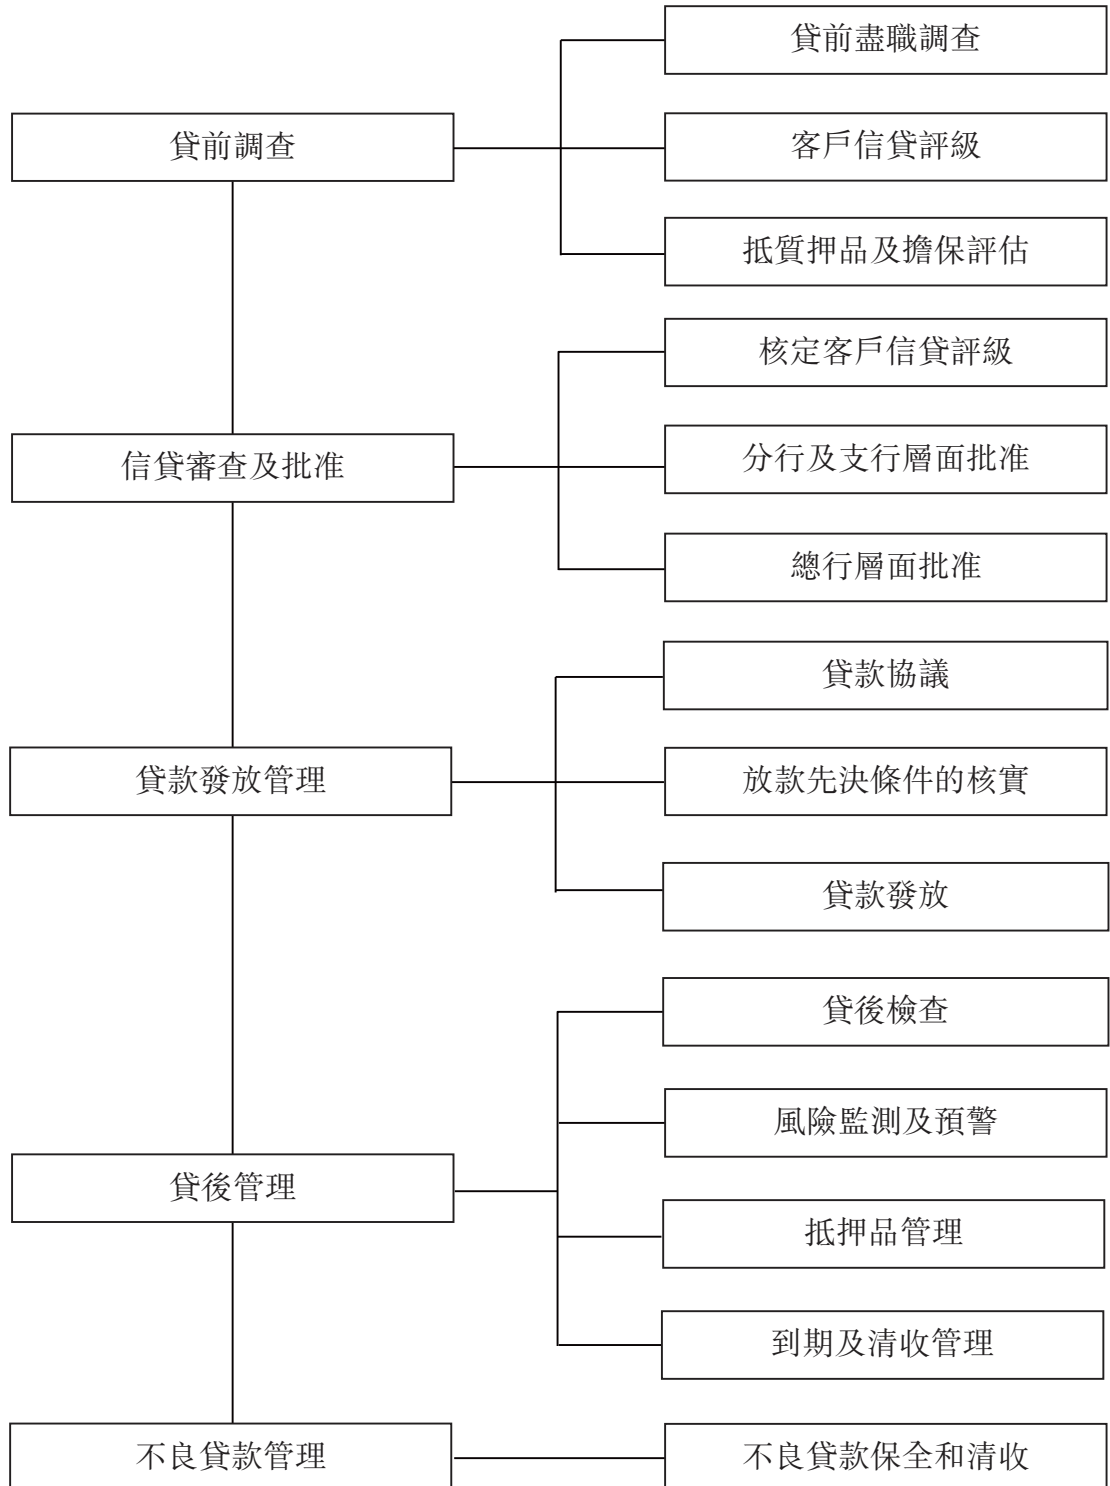 貸前調查
貸前盡職調查
客戶信貸評級
抵質押品及擔保評估
信貸審查及批准
核定客戶信貸評級
分行及支行層面批准
總行層面批准
貸款發放管理
貸款協議
放款先決條件的核實
貸款發放
貸後管理
貸後檢查
風險監測及預警
抵押品管理
到期及清收管理
不良貸款管理
不良貸款保全和清收